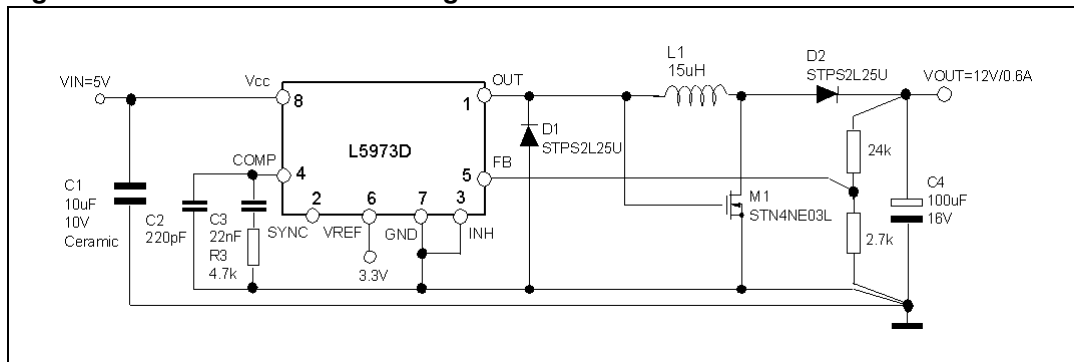 VIN=5V
Vcc
8
OUT
1
L1
15uH
D2
STPS2L25U
VOUT=12V/0.6A
L5973D
D1
STPS2L25U
COMP
4
FB
5
24k
C1
10uF
10V
Ceramic
C2
220pF
C3
22nF
R3
4.7k
2
SYNC
6
VREF
3.3V
7
GND
3
INH
M1
STN4NE03L
2.7k
C4
100uF
16V